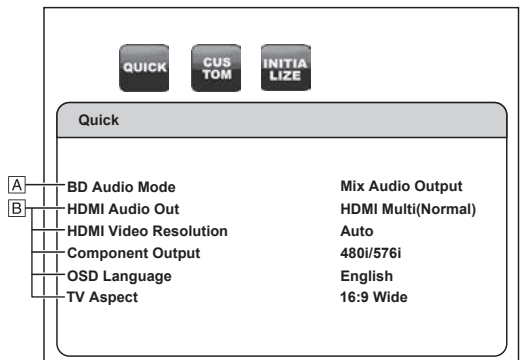 QUICK
CUS
TOM
INITIA
LIZE
Quick
A
BD Audio Mode Mix Audio Output
B
HDMI Audio Out HDMI Multi(Normal)
HDMI Video Resolution Auto
Component Output 480i/576i
OSD Language English
TV Aspect 16:9 Wide